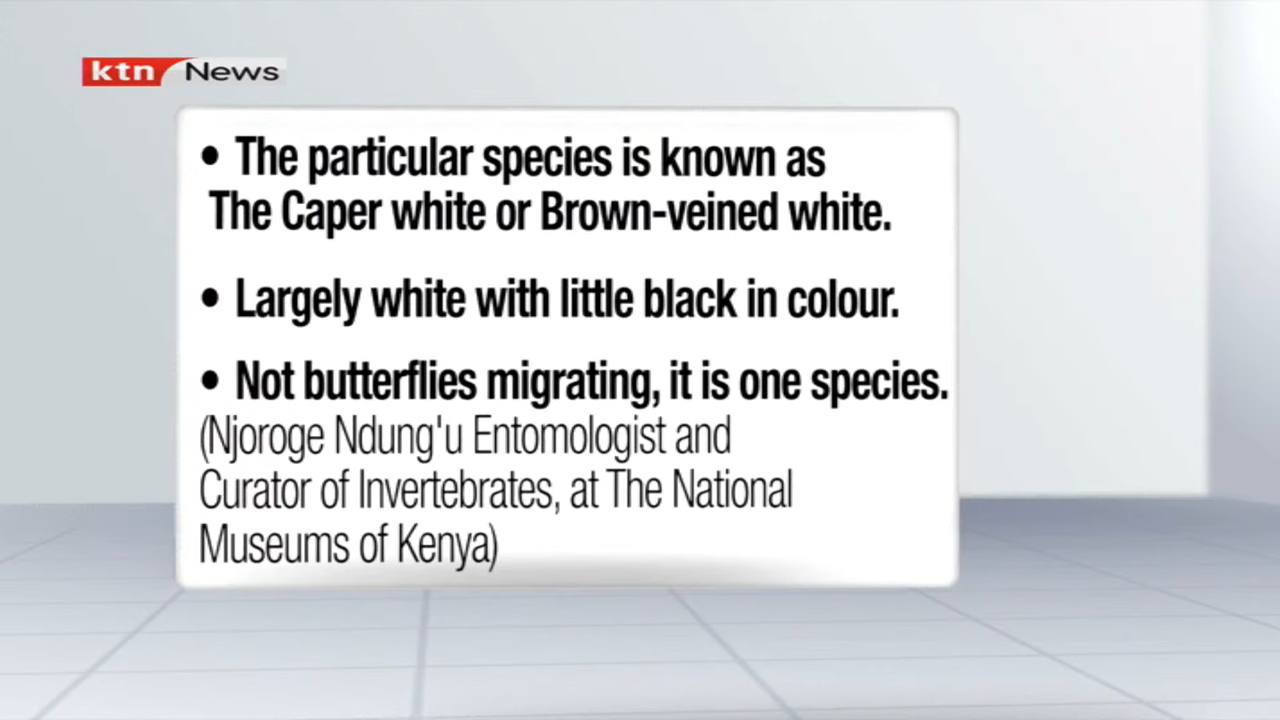 ktn News
• The particular species is known as
The Caper white or Brown-veined white.
• Largely white with little black in colour.
• Not butterflies migrating, it is one species.
(Njoroge Ndung'u Entomologist and
Curator of Invertebrates, at The National
Museums of Kenya)